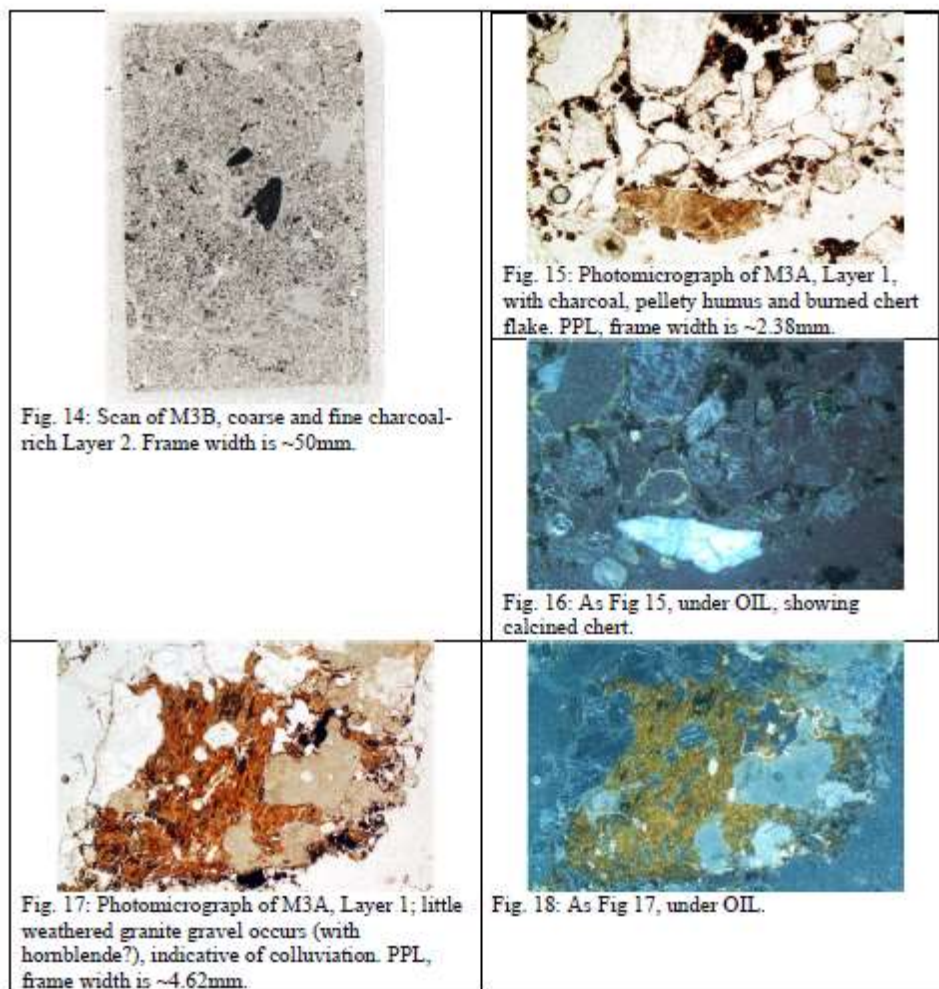 Fig. 14: Scan of M3B, coarse and fine charcoal-
rich Layer 2. Frame width is ~50mm.
Fig. 15: Photomicrograph of M3A, Layer 1,
with charcoal, pellety humus and burned chert
flake. PPL, frame width is ~2.38mm.
Fig. 16: As Fig 15, under OIL, showing
calcined chert.
Fig. 17: Photomicrograph of M3A, Layer 1; little
weathered granite gravel occurs (with
hornblende?), indicative of colluviation. PPL,
frame width is ~4.62mm.
Fig. 18: As Fig 17, under OIL.